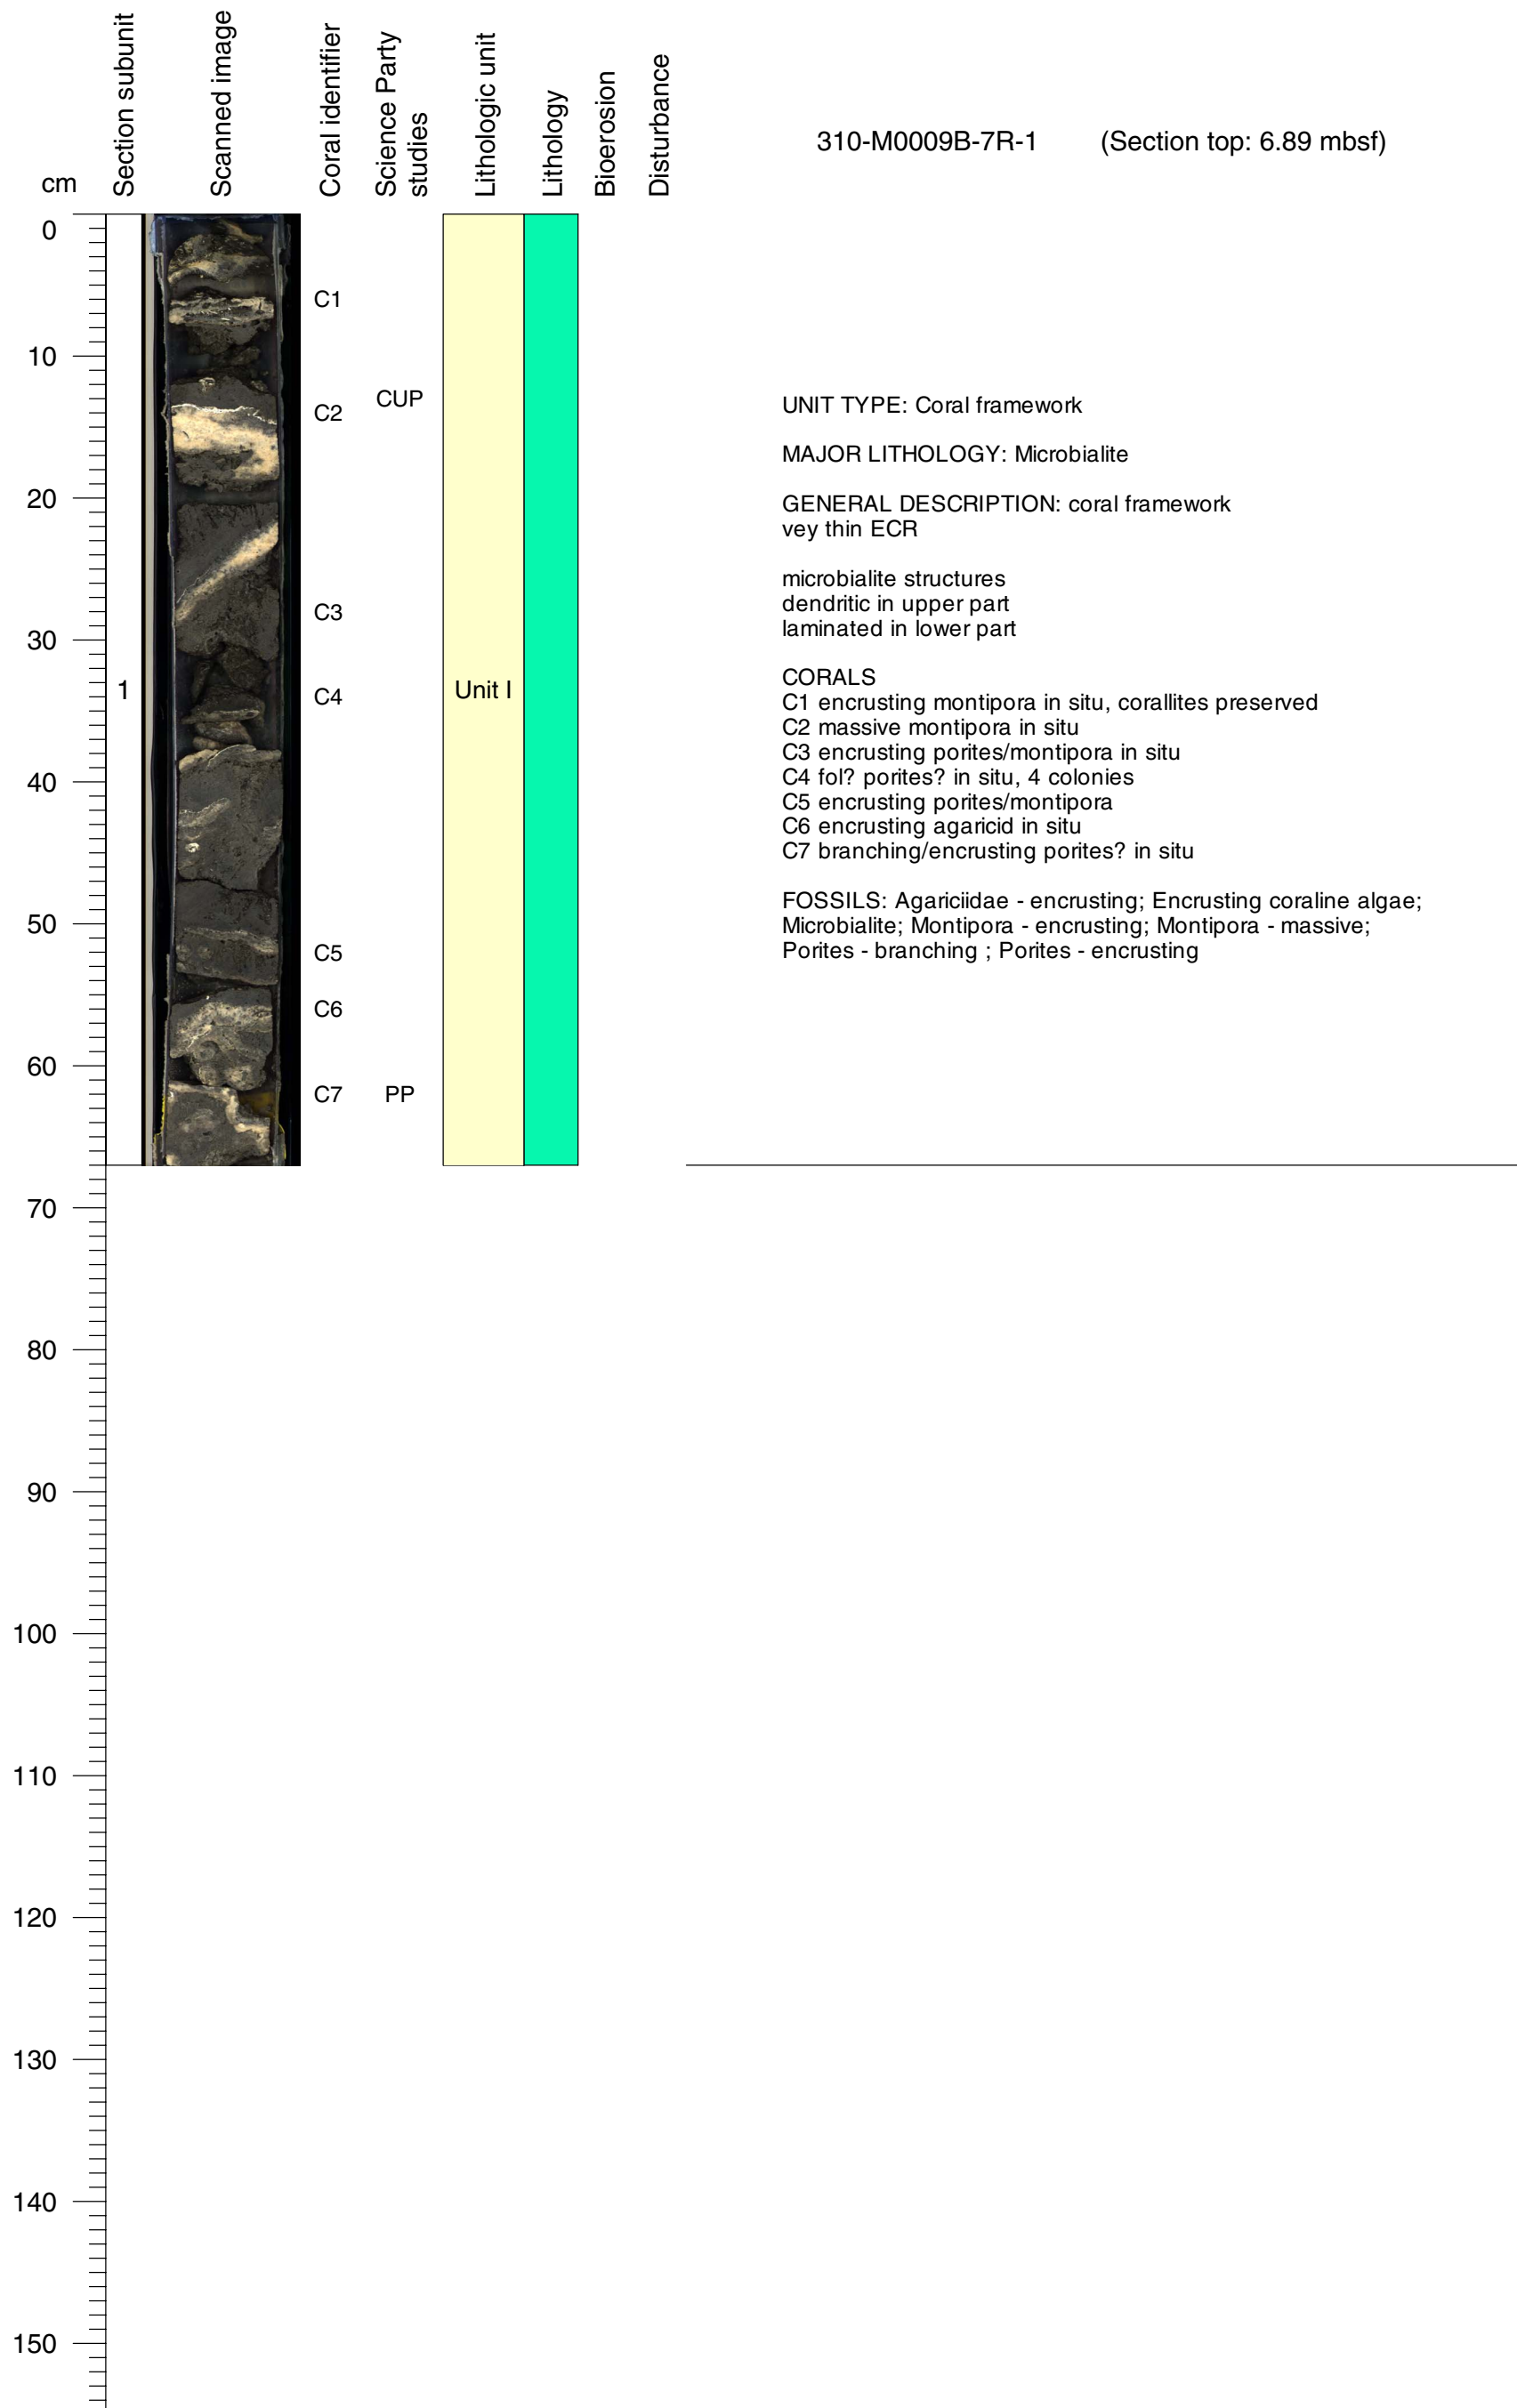 Section subunit
Scanned image
Coral identifier
Science Party
studies
Lithologic unit
Lithology
Bioerosion
Disturbance
310-M0009B-7R-1 (Section top: 6.89 mbsf)
cm
0
C1
10
CUP
C2
20
C3
30
1
C4
Unit I
40
50
C5
C6
60
C7
PP
UNIT TYPE: Coral framework
MAJOR LITHOLOGY: Microbialite
GENERAL DESCRIPTION: coral framework
vey thin ECR
microbialite structures
dendritic in upper part
laminated in lower part
CORALS
C1 encrusting montipora in situ, corallites preserved
C2 massive montipora in situ
C3 encrusting porites/montipora in situ
C4 fol? porites? in situ, 4 colonies
C5 encrusting porites/montipora
C6 encrusting agaricid in situ
C7 branching/encrusting porites? in situ
FOSSILS: Agariciidae - encrusting; Encrusting coraline algae;
Microbialite; Montipora - encrusting; Montipora - massive;
Porites - branching ; Porites - encrusting
70
80
90
100
110
120
130
140
150